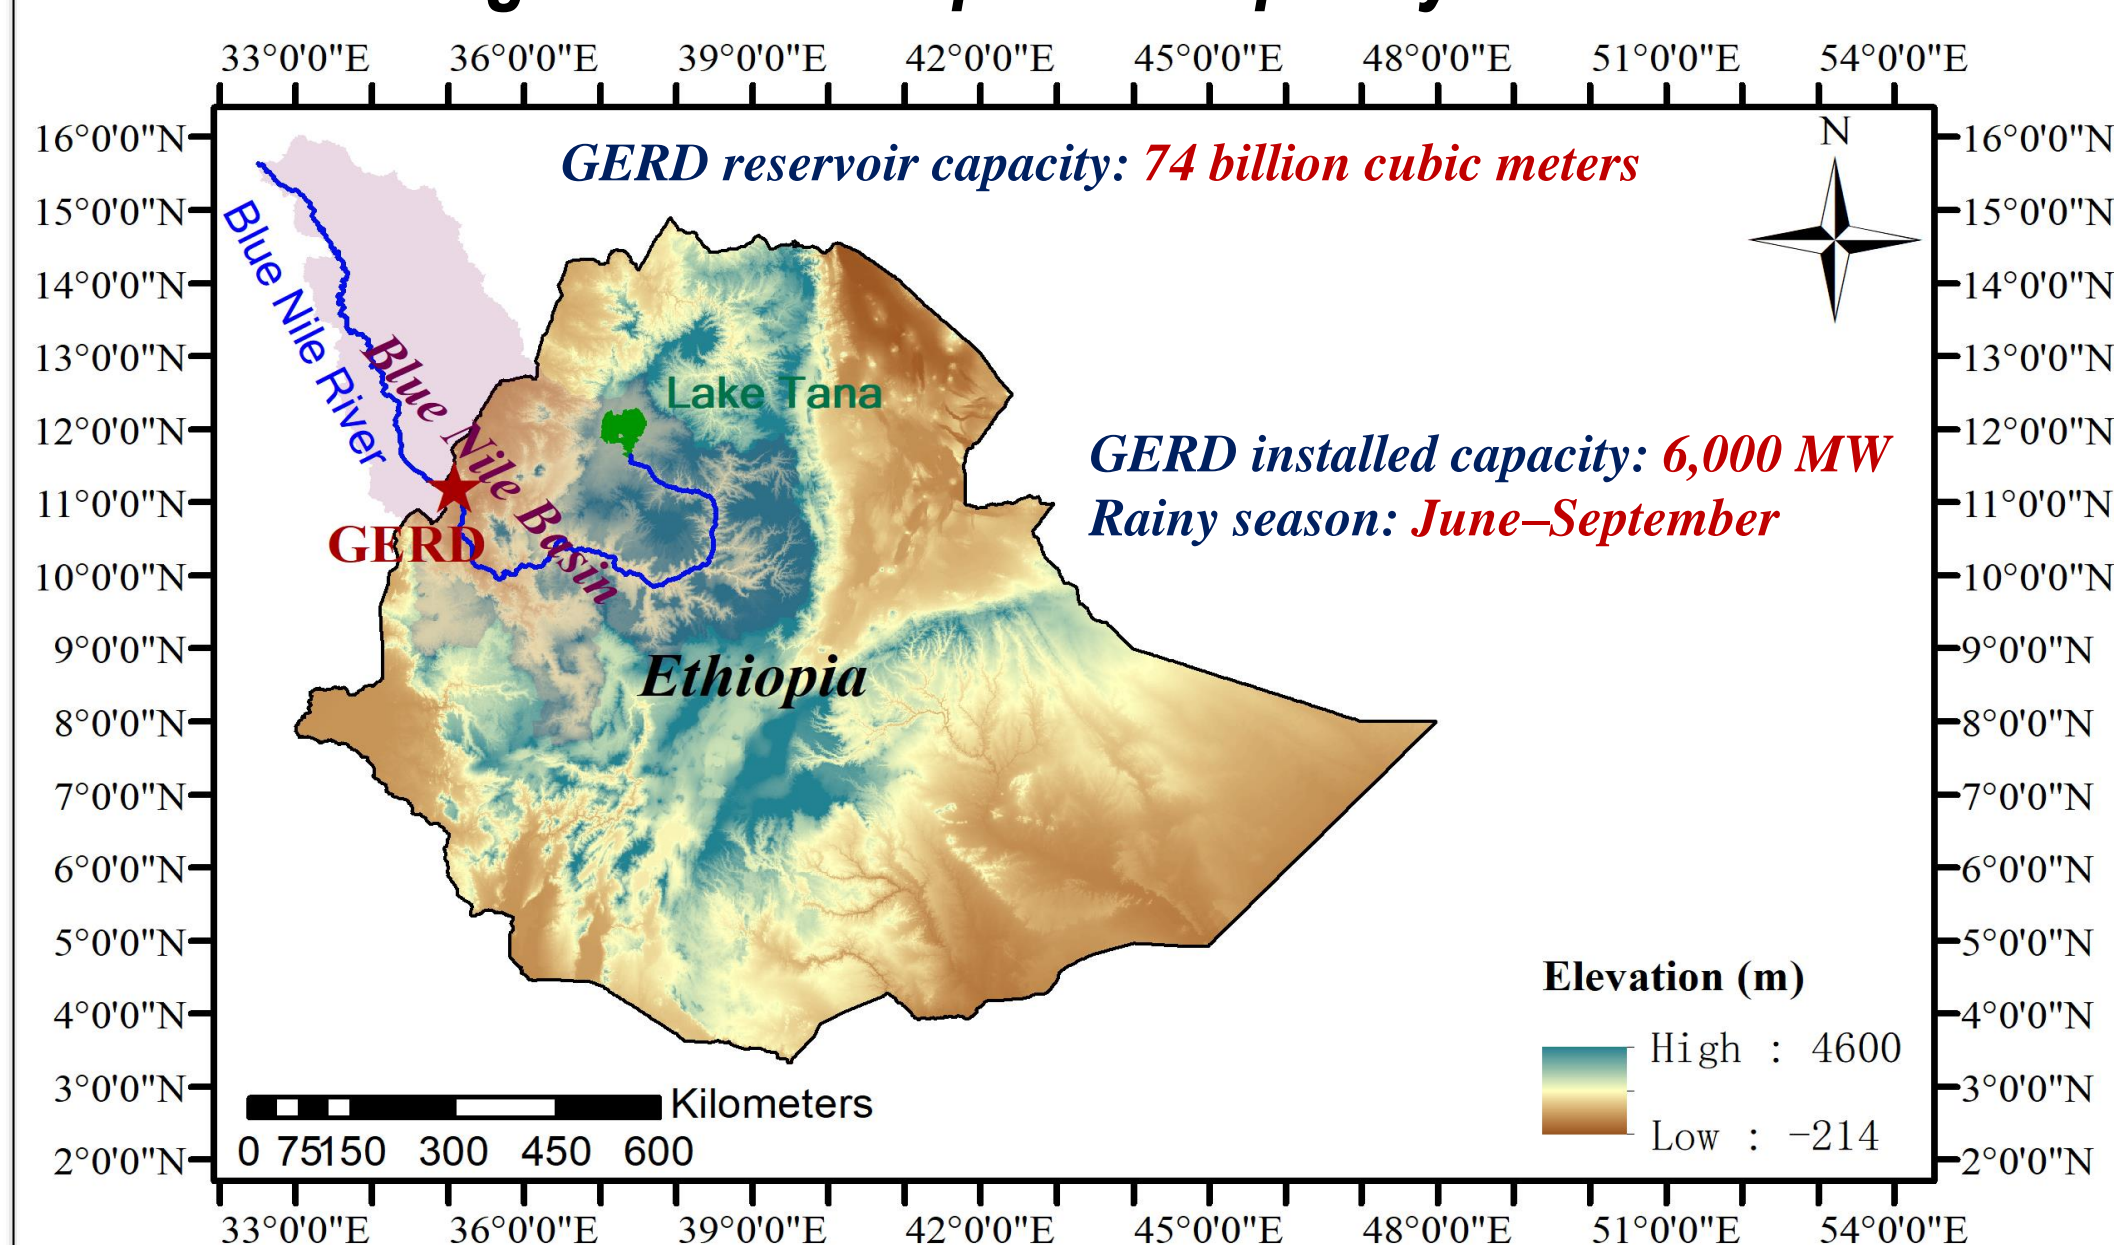 33°0'0"E 36°0'0"E 39°0'0"E 42°0'0"E 45°0'0"E 48°0'0"E 51°0'0"E 54°0'0"E
16°0'0"N 16°0'0"N
15°0'0"N 15°0'0"N
14°0'0"N 14°0'0"N
13°0'0"N 13°0'0"N
12°0'0"N 12°0'0"N
11°0'0"N 11°0'0"N
10°0'0"N 10°0'0"N
9°0'0"N 9°0'0"N
8°0'0"N 8°0'0"N
7°0'0"N 7°0'0"N
6°0'0"N 6°0'0"N
5°0'0"N 5°0'0"N
4°0'0"N 4°0'0"N
3°0'0"N 3°0'0"N
2°0'0"N 2°0'0"N
GERD reservoir capacity: 74 billion cubic meters
N
Blue Nile River
Blue Nile Basin
Lake Tana
GERD installed capacity: 6,000 MW
Rainy season: June–September
GERD
Ethiopia
Elevation (m)
High : 4600
Low : -214
Kilometers
0 75 150 300 450 600
33°0'0"E 36°0'0"E 39°0'0"E 42°0'0"E 45°0'0"E 48°0'0"E 51°0'0"E 54°0'0"E